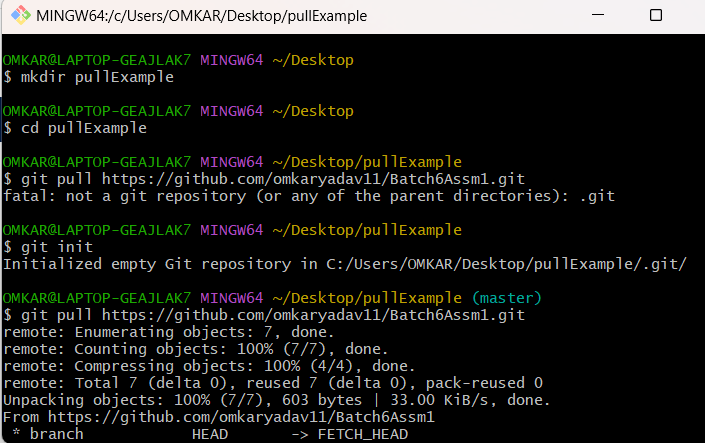 MINGW64:/c/Users/OMKAR/Desktop/pullExample
OMKAR@LAPTOP-GEAJLAK7 MINGW64 ~/Desktop
$ mkdir pullExample
OMKAR@LAPTOP-GEAJLAK7 MINGW64 ~/Desktop
$ cd pullExample
OMKAR@LAPTOP-GEAJLAK7 MINGW64 ~/Desktop/pullExample
$ git pull https://github.com/omkaryadav11/Batch6Assm1.git
fatal: not a git repository (or any of the parent directories): .git
OMKAR@LAPTOP-GEAJLAK7 MINGW64 ~/Desktop/pullExample
$ git init
Initialized empty Git repository in C:/Users/OMKAR/Desktop/pullExample/.git/
OMKAR@LAPTOP-GEAJLAK7 MINGW64 ~/Desktop/pullExample (master)
$ git pull https://github.com/omkaryadav11/Batch6Assm1.git
remote: Enumerating objects: 7, done.
remote: Counting objects: 100% (7/7), done.
remote: Compressing objects: 100% (4/4), done.
remote: Total 7 (delta 0), reused 7 (delta 0), pack-reused 0
Unpacking objects: 100% (7/7), 603 bytes | 33.00 KiB/s, done.
From https://github.com/omkaryadav11/Batch6Assm1
 * branch            HEAD       -> FETCH_HEAD